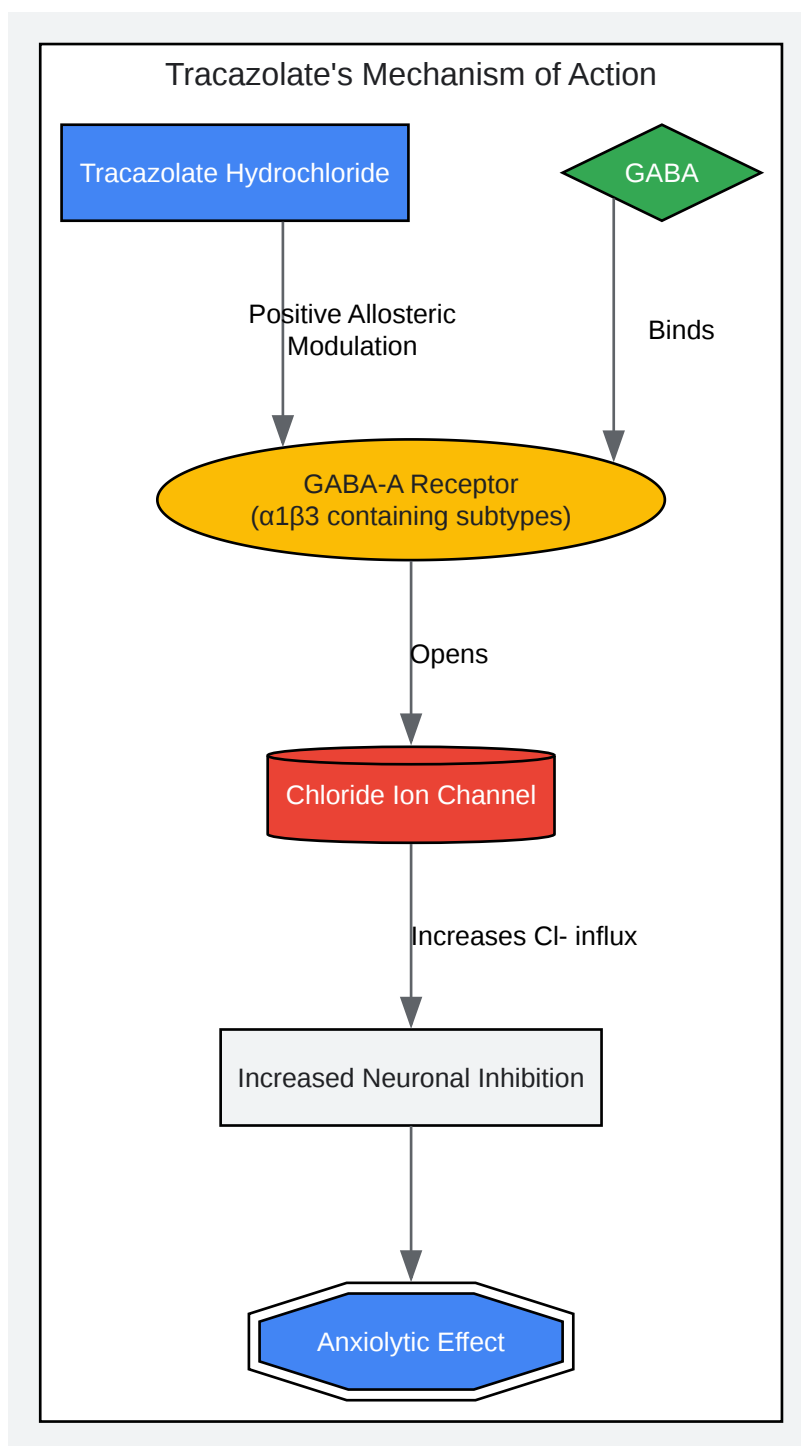 Tracazolate's Mechanism of Action
Tracazolate Hydrochloride
GABA
Positive Allosteric
Modulation
Binds
GABA-A Receptor
(α1β3 containing subtypes)
Opens
Chloride Ion Channel
Increases Cl- influx
Increased Neuronal Inhibition
Anxiolytic Effect